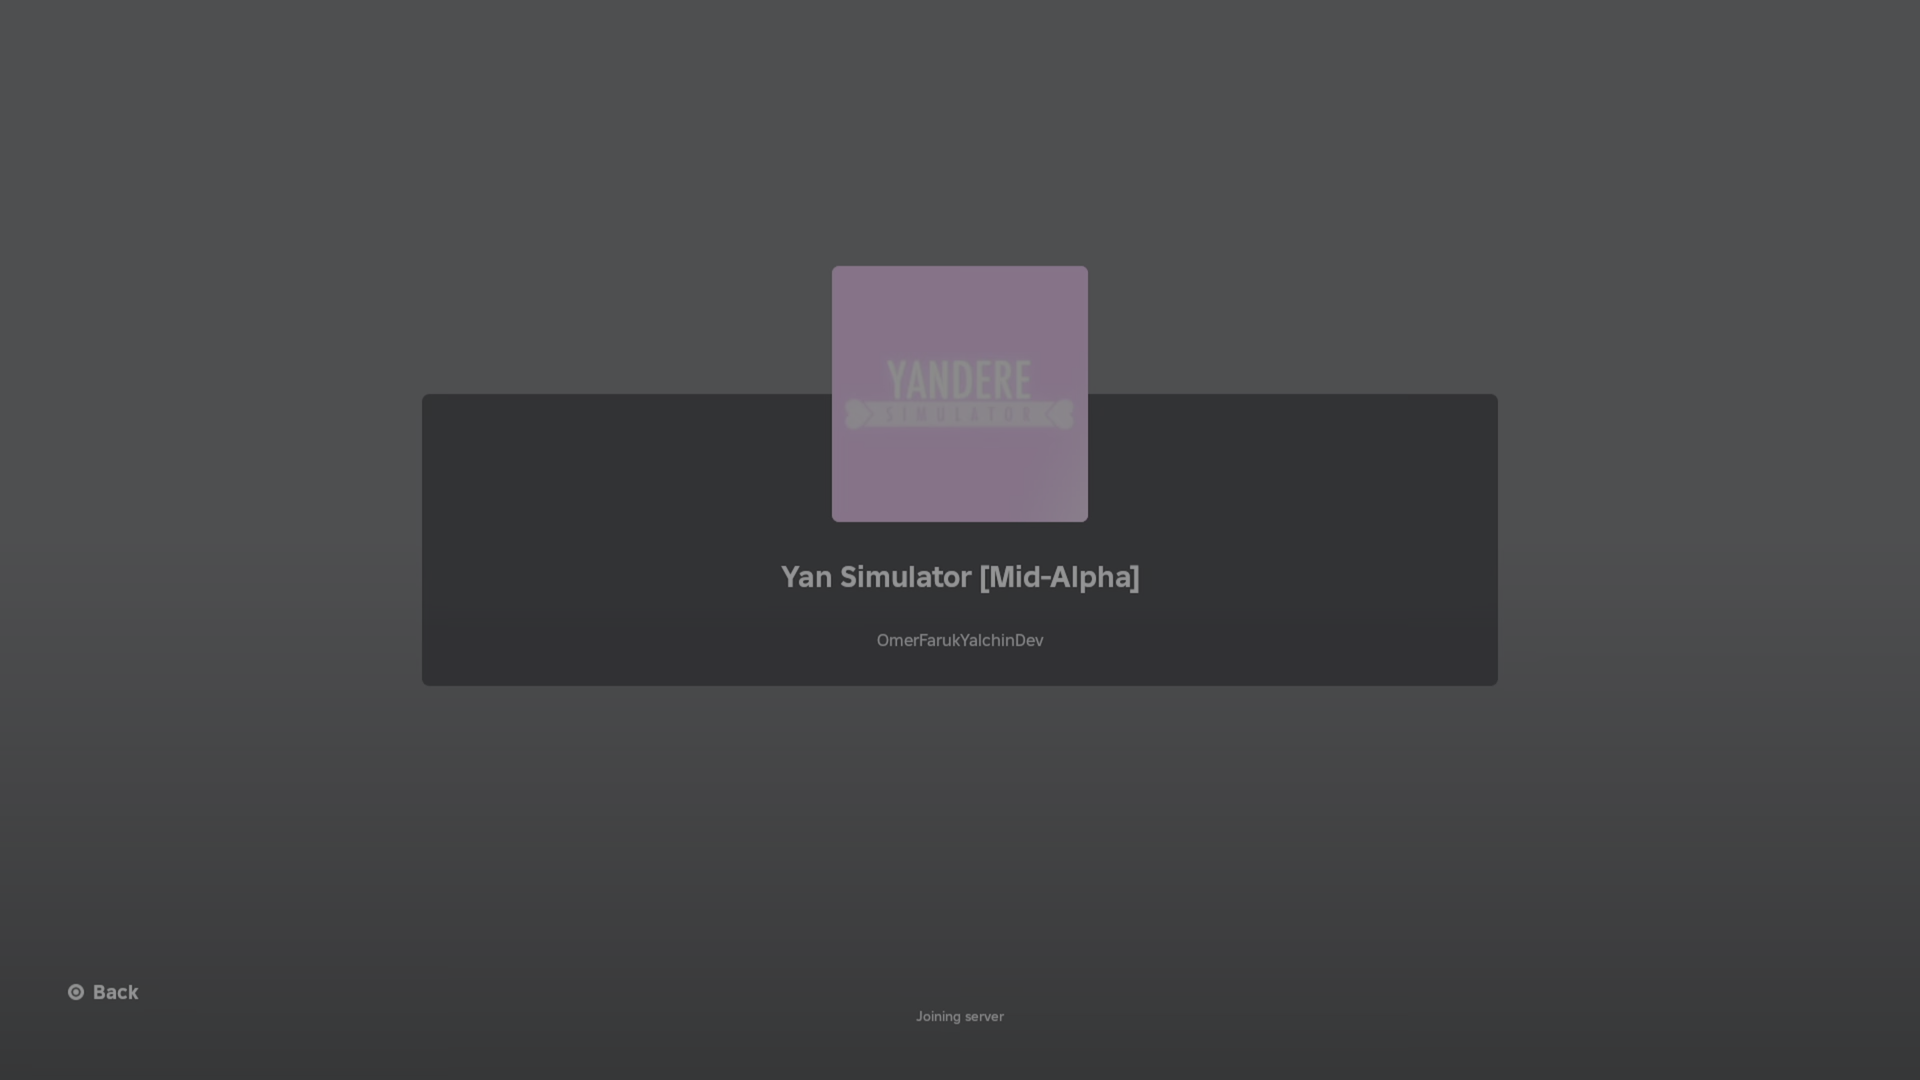 YANDERE
SIMULATOR
Yan Simulator [Mid-Alpha]
OmerFarukYalchinDev
Back
Joining server